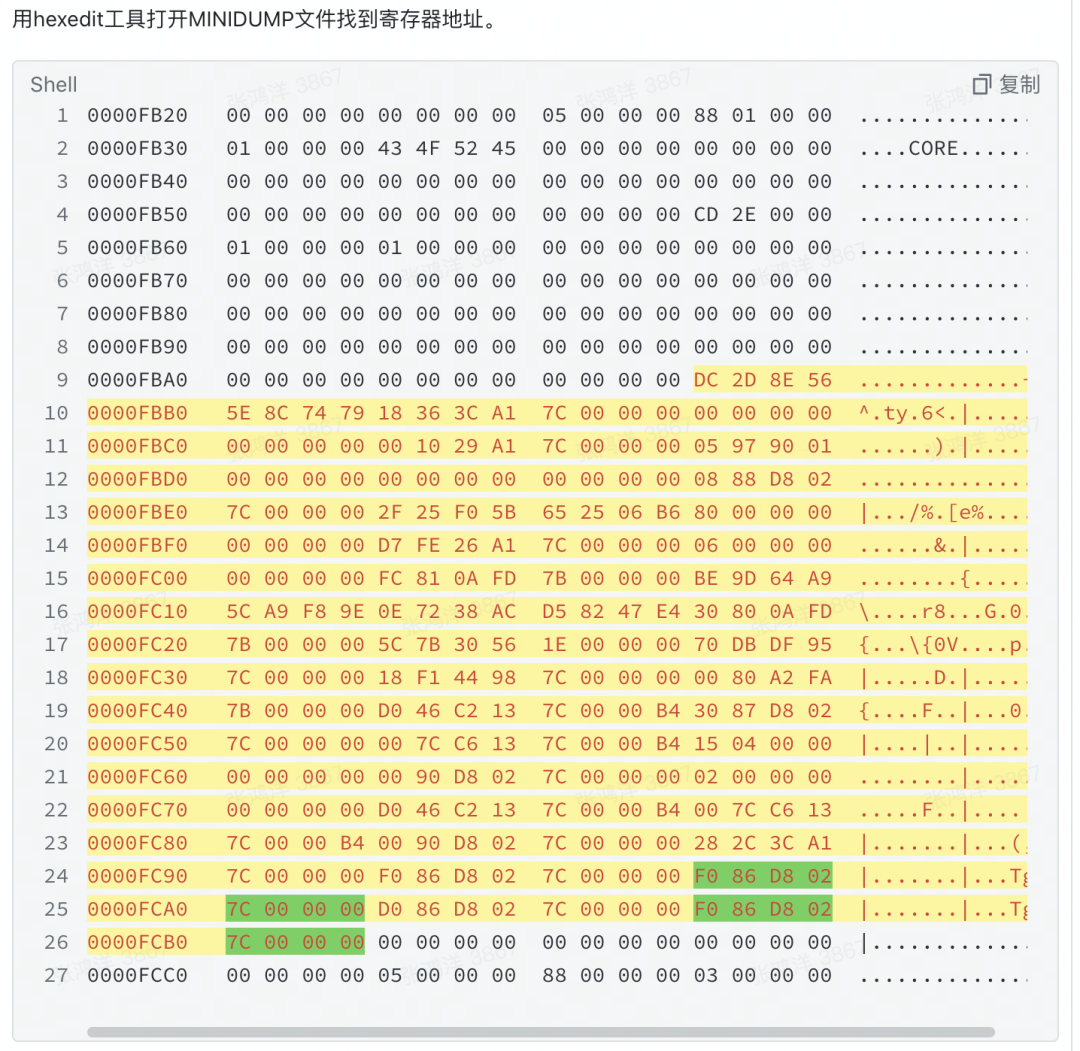 用hexedit工具打开MINIDUMP文件找到寄存器地址。
Shell 复制
1 0000FB20 00 00 00 00 00 00 00 00 05 00 00 00 88 01 00 00 .............
2 0000FB30 01 00 00 00 43 4F 52 45 00 00 00 00 00 00 00 00 ....CORE.....
3 0000FB40 00 00 00 00 00 00 00 00 00 00 00 00 00 00 00 00 .............
4 0000FB50 00 00 00 00 00 00 00 00 00 00 00 00 CD 2E 00 00 .............
5 0000FB60 01 00 00 00 01 00 00 00 00 00 00 00 00 00 00 00 .............
6 0000FB70 00 00 00 00 00 00 00 00 00 00 00 00 00 00 00 00 .............
7 0000FB80 00 00 00 00 00 00 00 00 00 00 00 00 00 00 00 00 .............
8 0000FB90 00 00 00 00 00 00 00 00 00 00 00 00 00 00 00 00 .............
9 0000FBA0 00 00 00 00 00 00 00 00 00 00 00 00 DC 2D 8E 56 .............
10 0000FBB0 5E 8C 74 79 18 36 3C A1 7C 00 00 00 00 00 00 00 ^.ty.6<.|....
11 0000FBC0 00 00 00 00 00 10 29 A1 7C 00 00 00 05 97 90 01 ......).|....
12 0000FBD0 00 00 00 00 00 00 00 00 00 00 00 00 08 88 D8 02 .............
13 0000FBE0 7C 00 00 00 2F 25 F0 5B 65 25 06 B6 80 00 00 00 |.../%.[e%...
14 0000FBF0 00 00 00 00 D7 FE 26 A1 7C 00 00 00 06 00 00 00 ......&.|....
15 0000FC00 00 00 00 00 FC 81 0A FD 7B 00 00 00 BE 9D 64 A9 ........{....
16 0000FC10 5C A9 F8 9E 0E 72 38 AC D5 82 47 E4 30 80 0A FD \....r8...G.0
17 0000FC20 7B 00 00 00 5C 7B 30 56 1E 00 00 00 70 DB DF 95 {...\{0V....p
18 0000FC30 7C 00 00 00 18 F1 44 98 7C 00 00 00 00 80 A2 FA |.....D.|....
19 0000FC40 7B 00 00 00 D0 46 C2 13 7C 00 00 B4 30 87 D8 02 {....F..|...0
20 0000FC50 7C 00 00 00 00 7C C6 13 7C 00 00 B4 15 04 00 00 |....|..|....
21 0000FC60 00 00 00 00 00 90 D8 02 7C 00 00 00 02 00 00 00 ........|....
22 0000FC70 00 00 00 00 D0 46 C2 13 7C 00 00 B4 00 7C C6 13 .....F..|....
23 0000FC80 7C 00 00 B4 00 90 D8 02 7C 00 00 00 28 2C 3C A1 |.......|...(
24 0000FC90 7C 00 00 00 F0 86 D8 02 7C 00 00 00 F0 86 D8 02 |.......|...T
25 0000FCA0 7C 00 00 00 D0 86 D8 02 7C 00 00 00 F0 86 D8 02 |.......|...T
26 0000FCB0 7C 00 00 00 00 00 00 00 00 00 00 00 00 00 00 00 |............
27 0000FCC0 00 00 00 00 05 00 00 00 88 00 00 00 03 00 00 00 .............
张鸿洋 3867